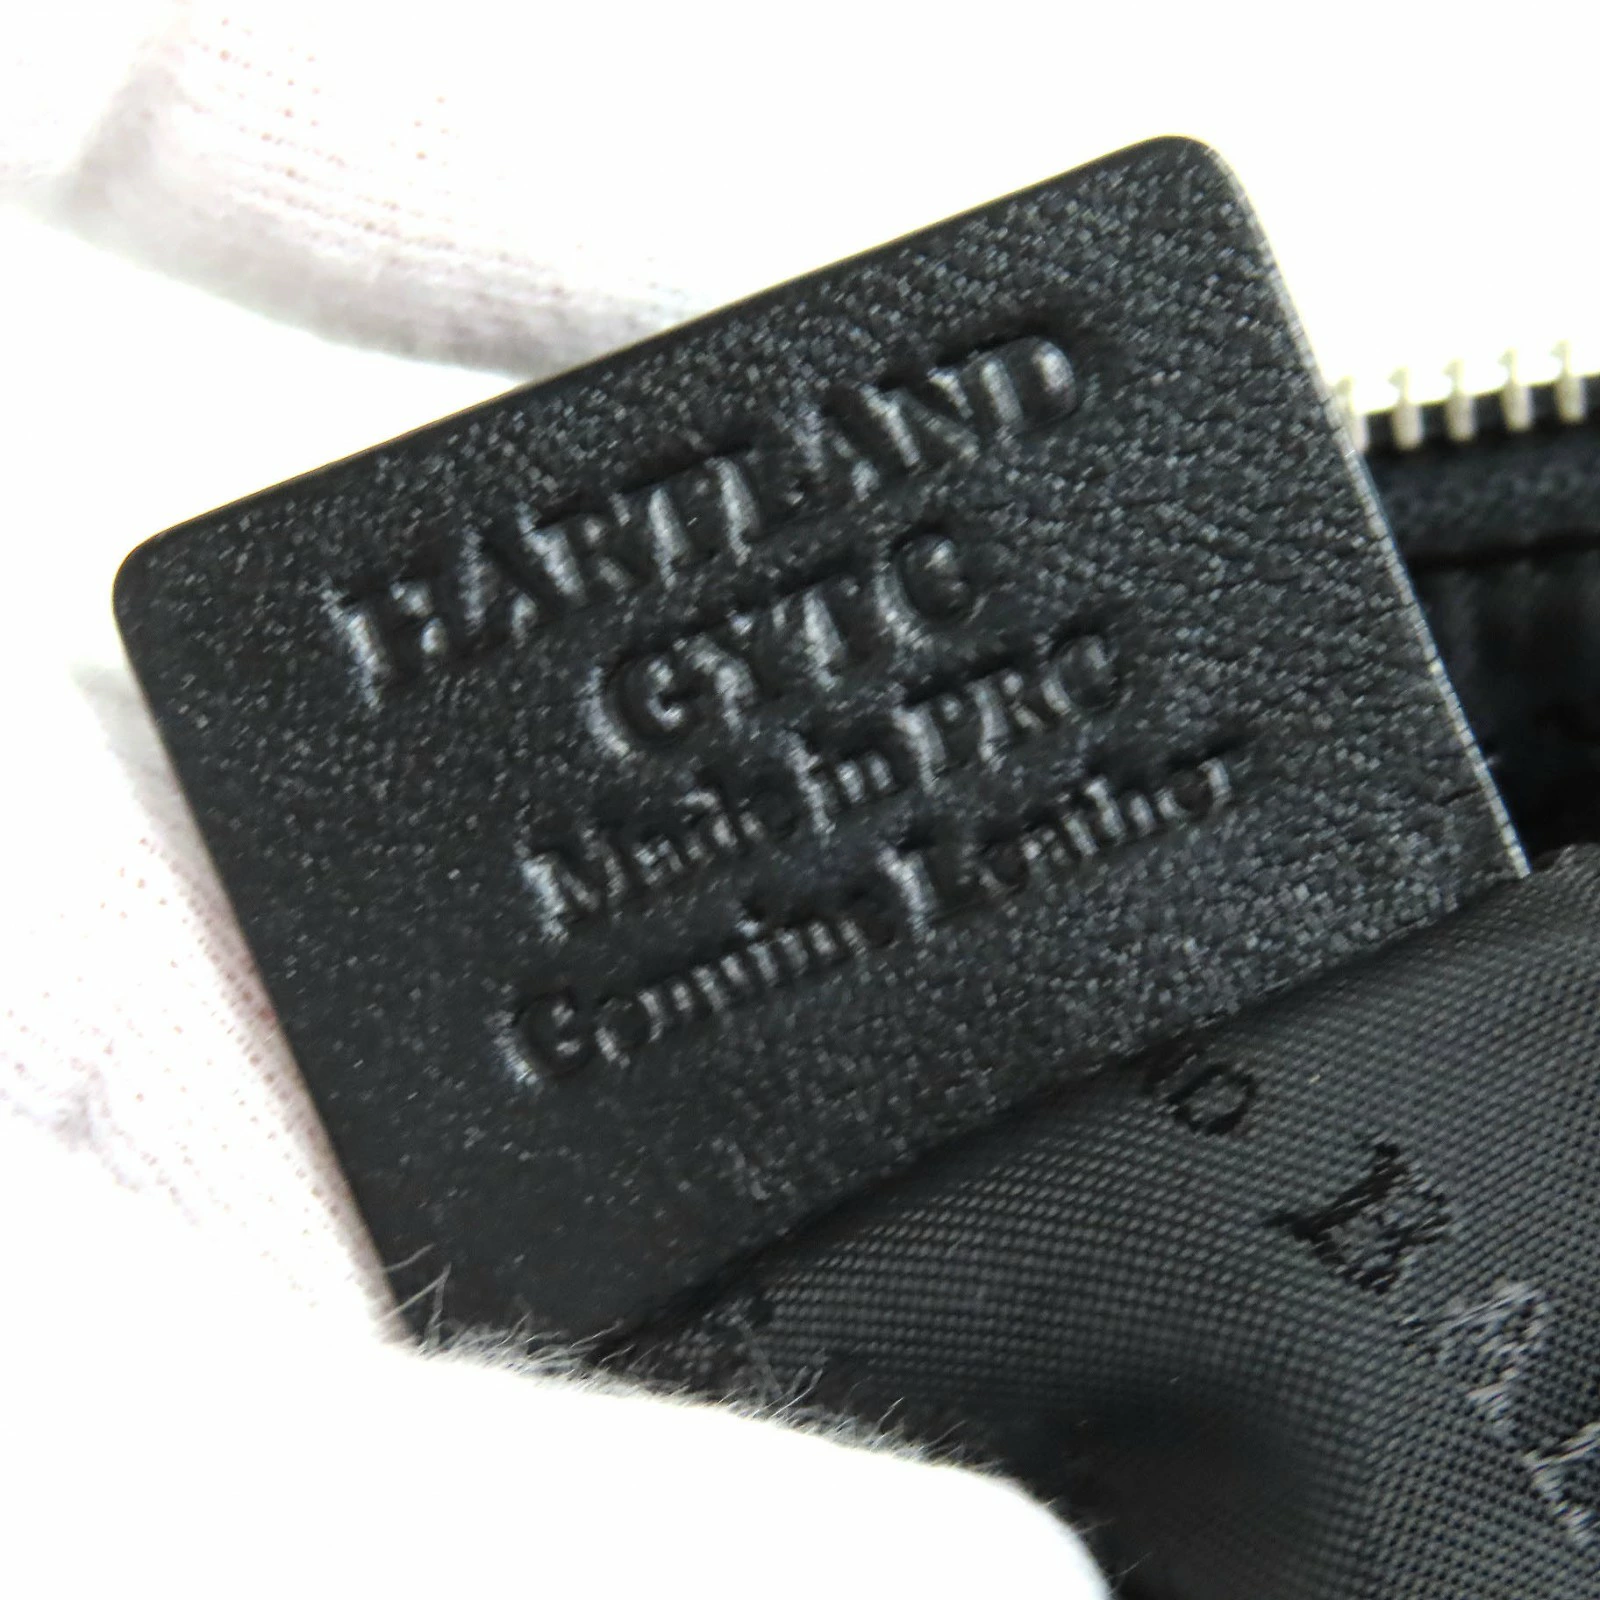 HARTLAND
GYTC
Made in PRC
Genuine Leather